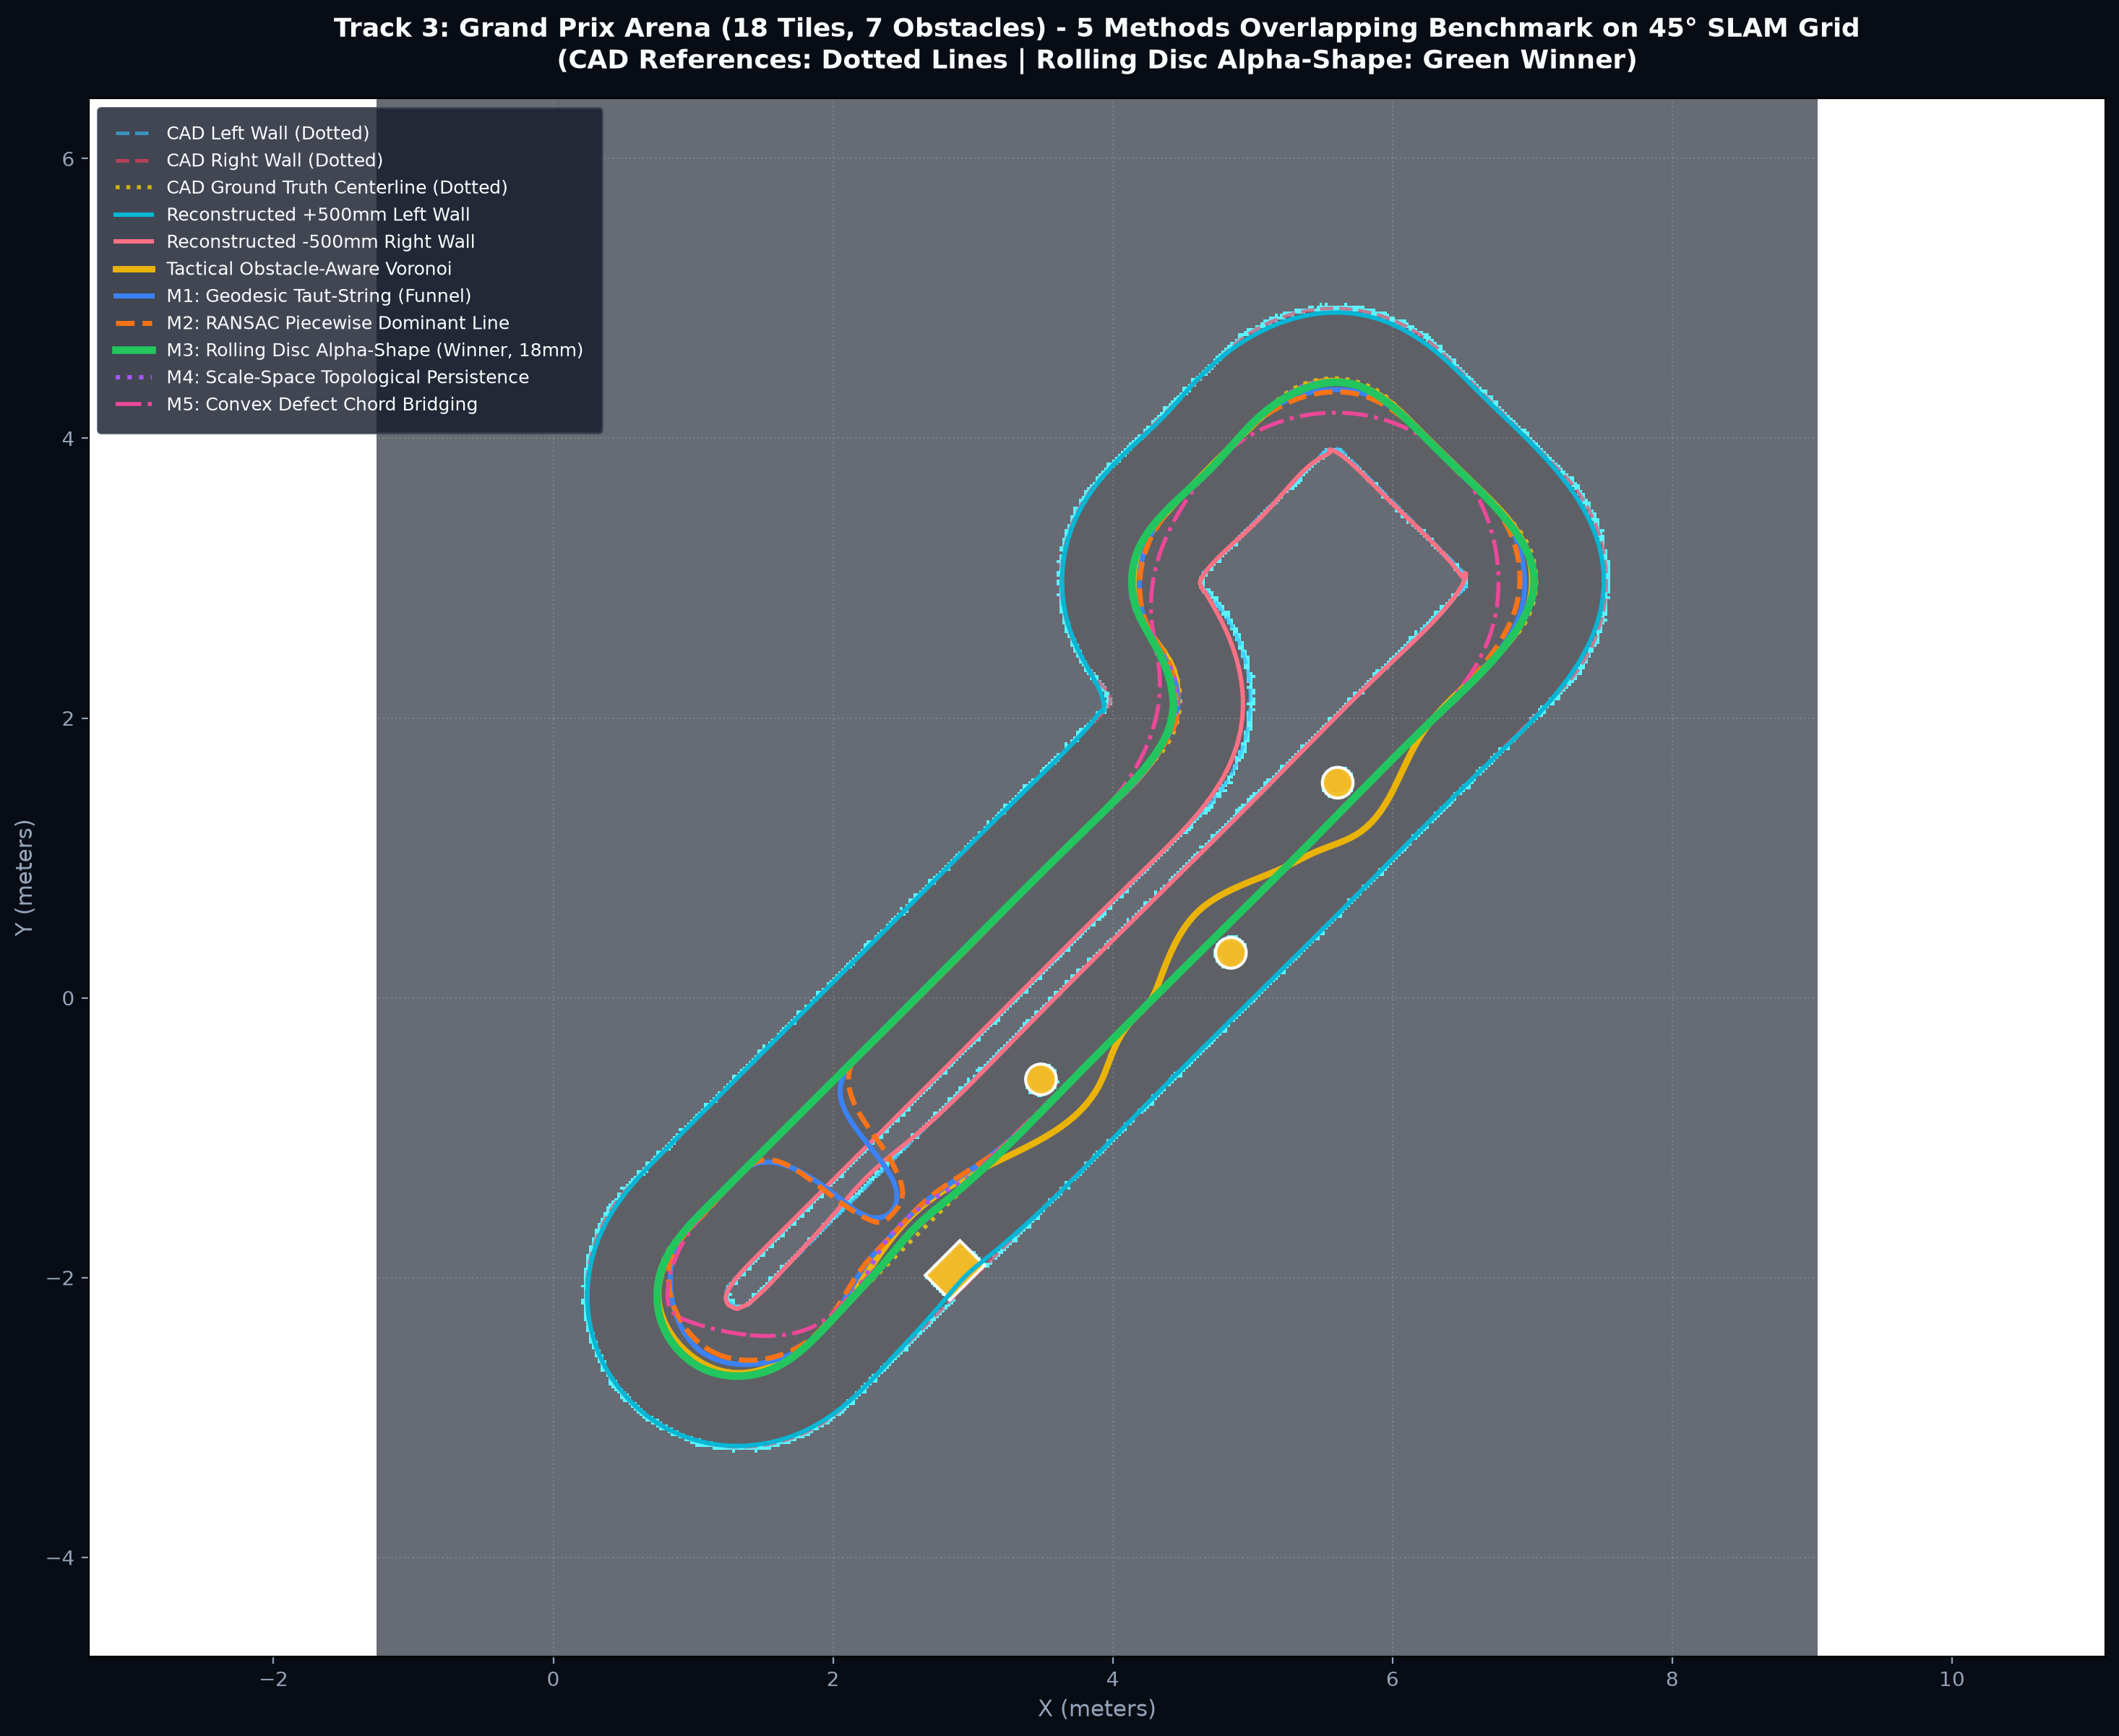 Track 3: Grand Prix Arena (18 Tiles, 7 Obstacles) - 5 Methods Overlapping Benchmark on 45° SLAM Grid
(CAD References: Dotted Lines | Rolling Disc Alpha-Shape: Green Winner)
CAD Left Wall (Dotted)
CAD Right Wall (Dotted)
CAD Ground Truth Centerline (Dotted)
Reconstructed +500mm Left Wall
Reconstructed -500mm Right Wall
Tactical Obstacle-Aware Voronoi
M1: Geodesic Taut-String (Funnel)
M2: RANSAC Piecewise Dominant Line
M3: Rolling Disc Alpha-Shape (Winner, 18mm)
M4: Scale-Space Topological Persistence
M5: Convex Defect Chord Bridging
6
4
2
0
−2
−4
Y (meters)
−2
0
2
4
6
8
10
X (meters)